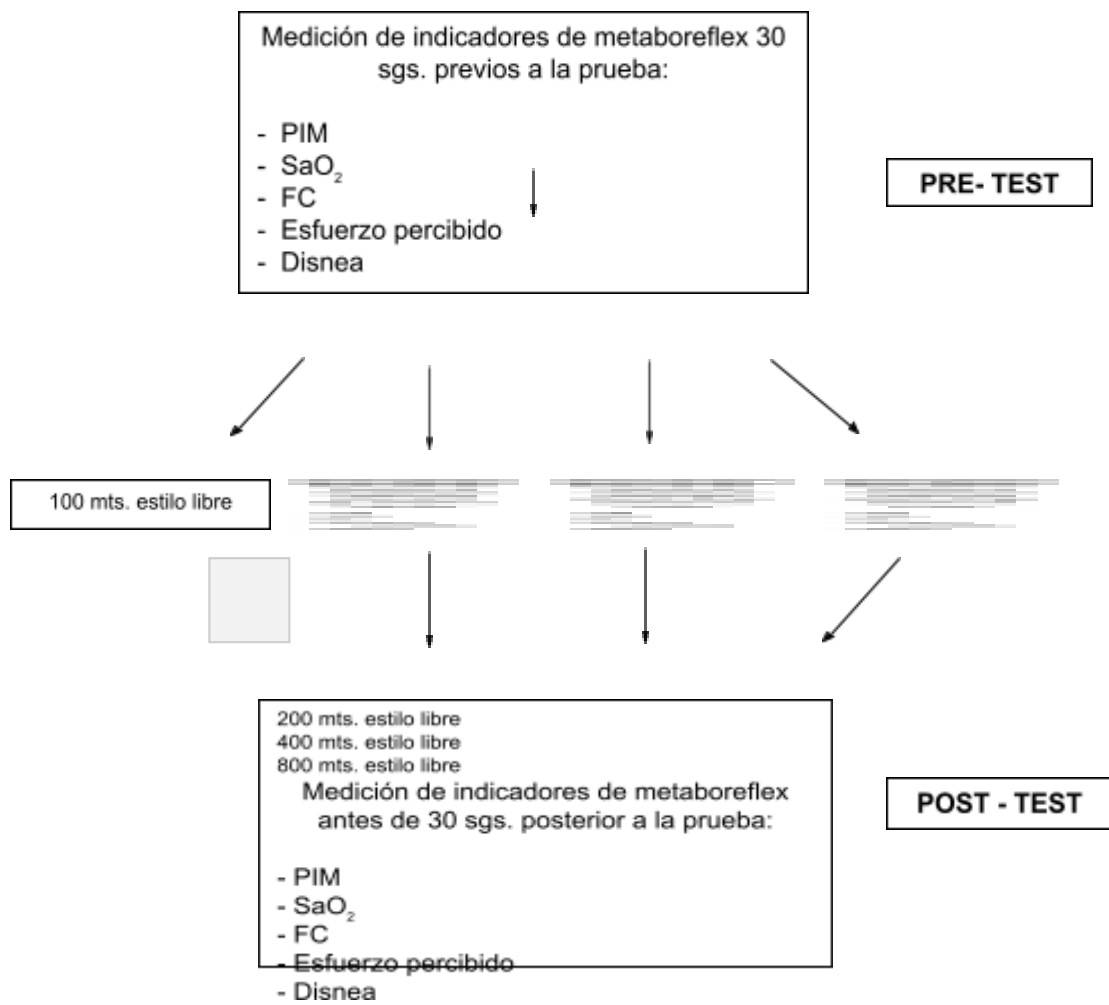 Medición de indicadores de metaboreflex 30
sgs. previos a la prueba:
- PIM
- SaO₂
- FC
- Esfuerzo percibido
- Disnea
PRE- TEST
100 mts. estilo libre
200 mts. estilo libre
400 mts. estilo libre
800 mts. estilo libre
Medición de indicadores de metaboreflex
antes de 30 sgs. posterior a la prueba:
- PIM
- SaO₂
- FC
- Esfuerzo percibido
- Disnea
POST - TEST